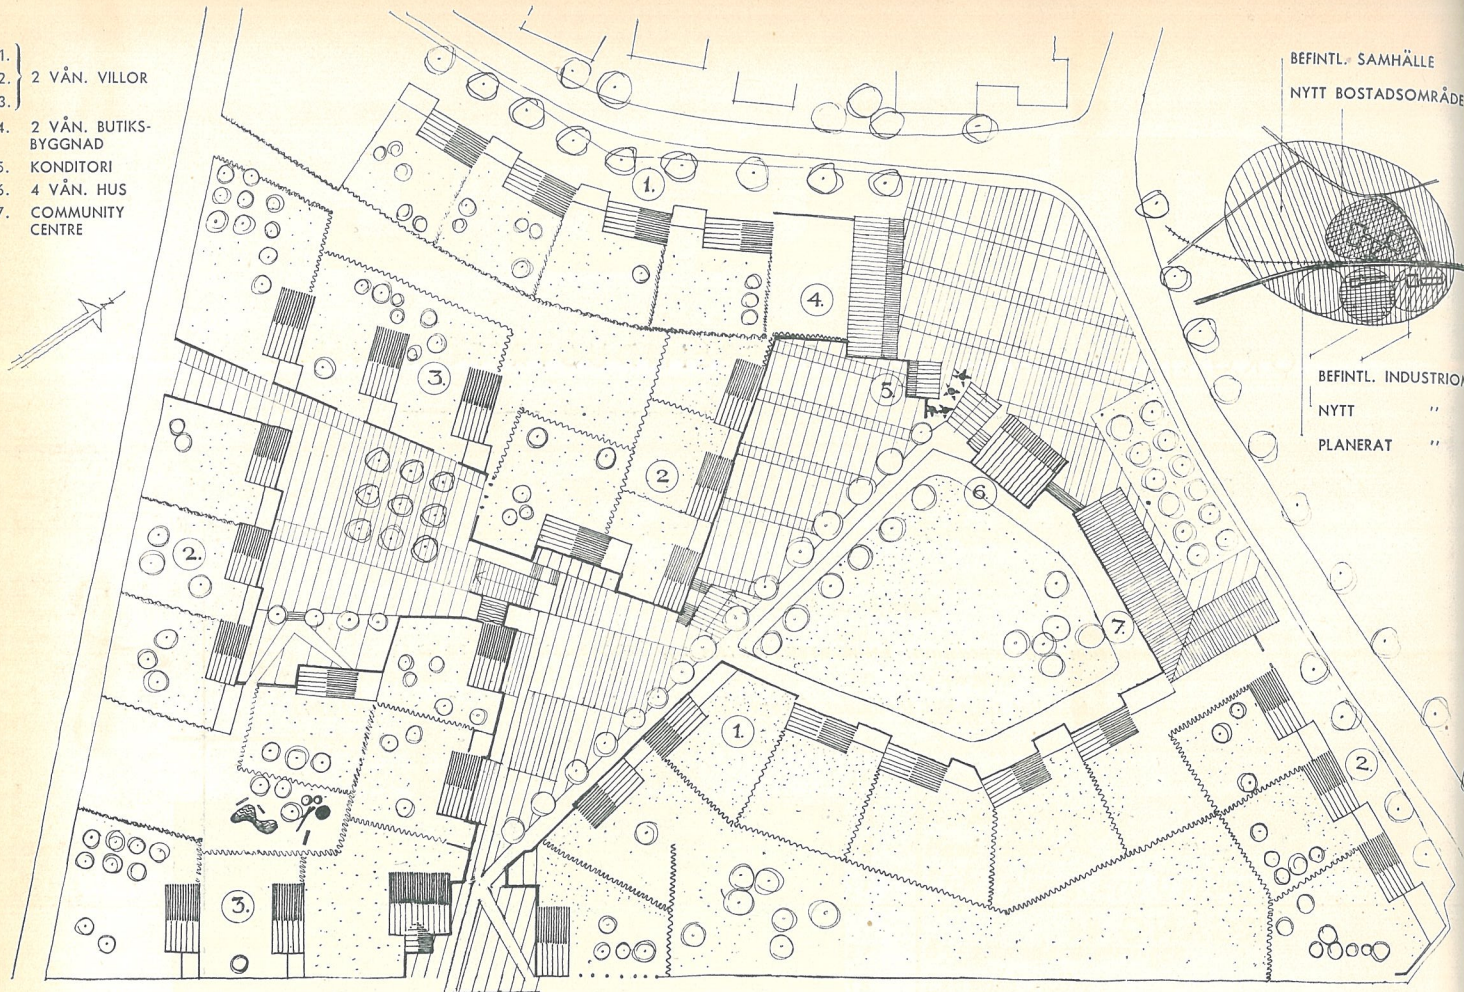 1.
2. 2 VÅN. VILLOR
3.
4. 2 VÅN. BUTIKS-
BYGGNAD
5. KONDITORI
6. 4 VÅN. HUS
7. COMMUNITY
CENTRE
BEFINTL. SAMHÄLLE
NYTT BOSTADSOMRÅDE
BEFINTL. INDUSTRIOM
NYTT "
PLANERAT "
1.
4.
3.
5.
2
6.
2.
7.
1.
2.
3.